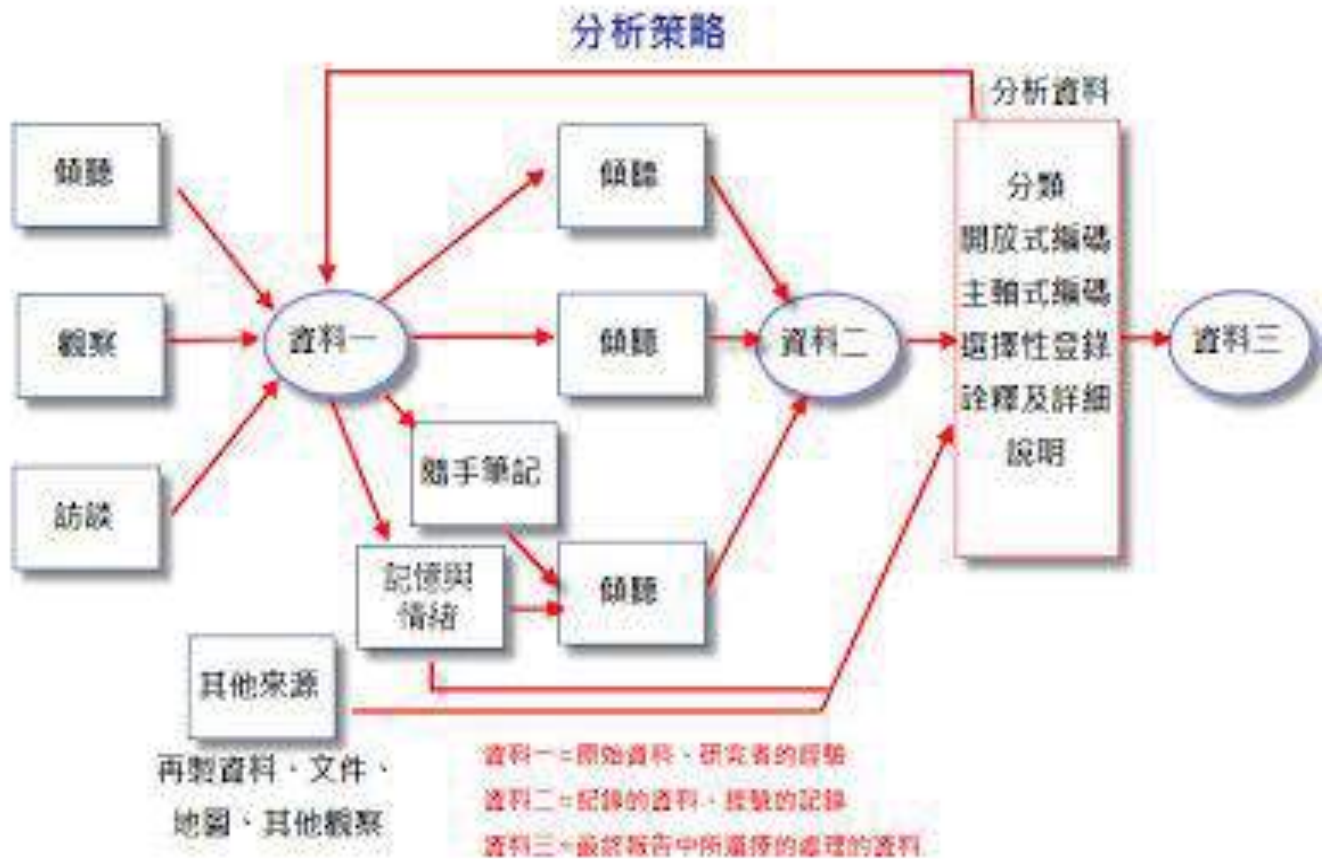 分析策略
分析資料
傾聽
觀察
訪談
資料一
傾聽
傾聽
隨手筆記
記憶與
情緒
傾聽
資料二
分類
開放式編碼
主軸式編碼
選擇性登錄
詮釋及詳細
說明
資料三
其他來源
再製資料、文件、
地圖、其他觀察
資料一=原始資料、研究者的經驗
資料二=紀錄的資料、經驗的記錄
資料三=最終報告中所選擇的處理的資料